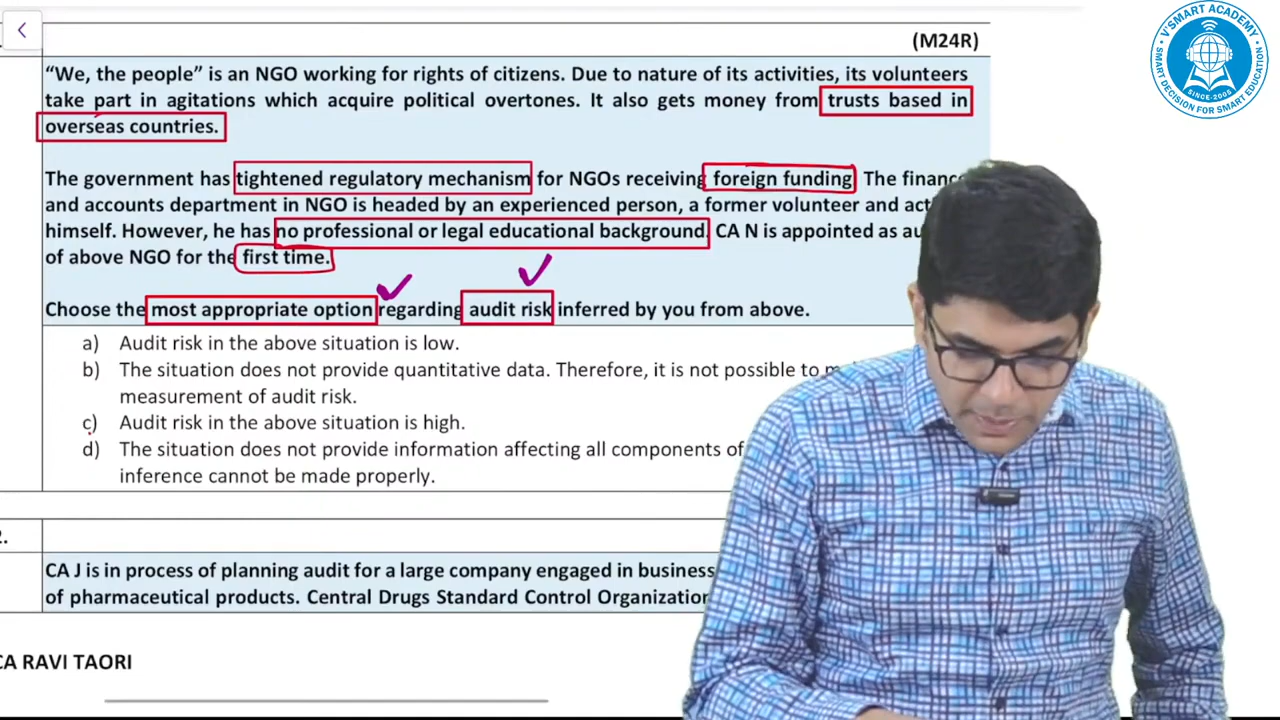 (M24R)
“We, the people” is an NGO working for rights of citizens. Due to nature of its activities, its volunteers
take part in agitations which acquire political overtones. It also gets money from trusts based in
overseas countries.
The government has tightened regulatory mechanism for NGOs receiving foreign funding. The
and accounts department in NGO is headed by an experienced person, a former volunteer and
himself. However, he has no professional or legal educational background. CA N is appointed as
of above NGO for the first time.
Choose the most appropriate option regarding audit risk inferred by you from above.
a) Audit risk in the above situation is low.
b) The situation does not provide quantitative data. Therefore, it is not possible to
measurement of audit risk.
c) Audit risk in the above situation is high.
d) The situation does not provide information affecting all components of
inference cannot be made properly.
2.
CA J is in process of planning audit for a large company engaged in business
of pharmaceutical products. Central Drugs Standard Control Organization
CA RAVI TAORI
V'SMART ACADEMY
SINCE-2005
SMART DECISION FOR SMART EDUCATION